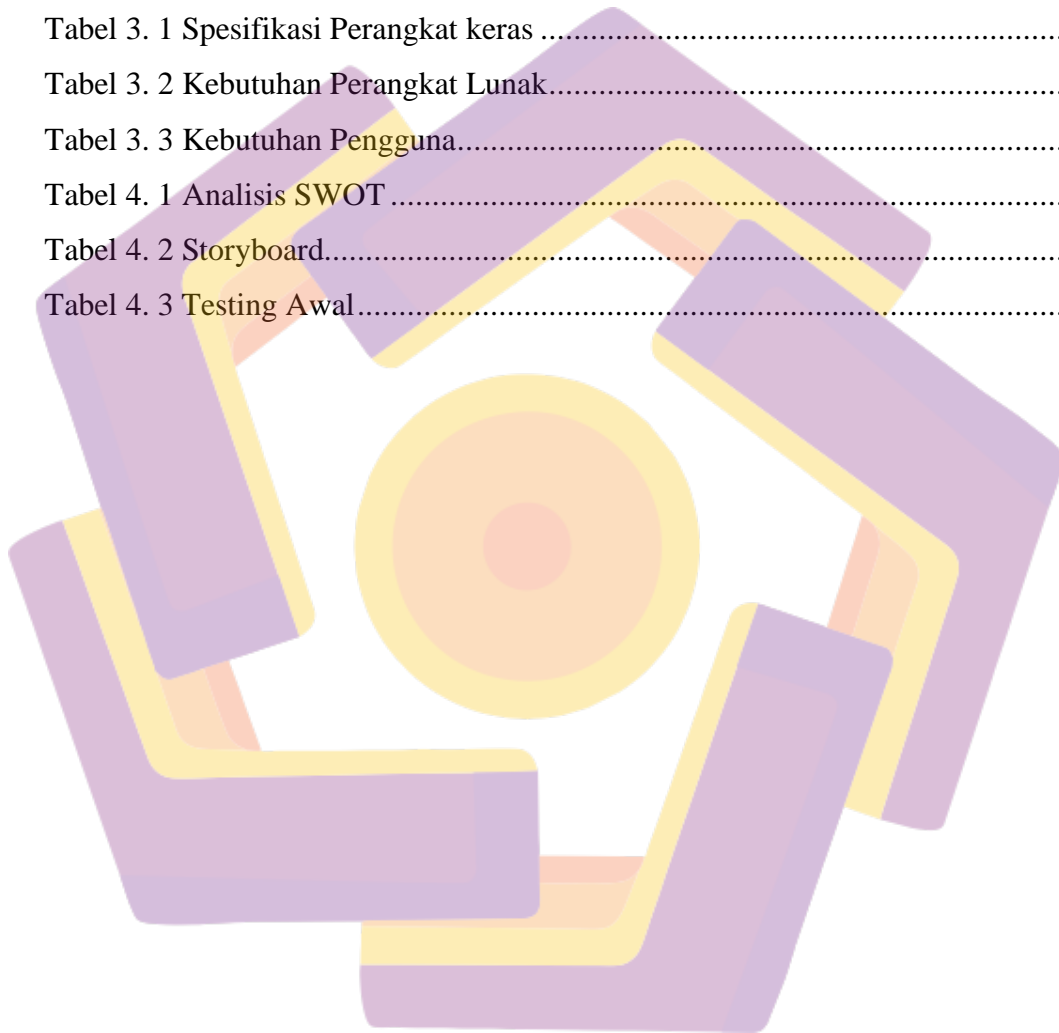 Tabel 3. 1 Spesifikasi Perangkat keras ................................................................
Tabel 3. 2 Kebutuhan Perangkat Lunak...............................................................
Tabel 3. 3 Kebutuhan Pengguna..........................................................................
Tabel 4. 1 Analisis SWOT ..................................................................................
Tabel 4. 2 Storyboard..........................................................................................
Tabel 4. 3 Testing Awal ......................................................................................